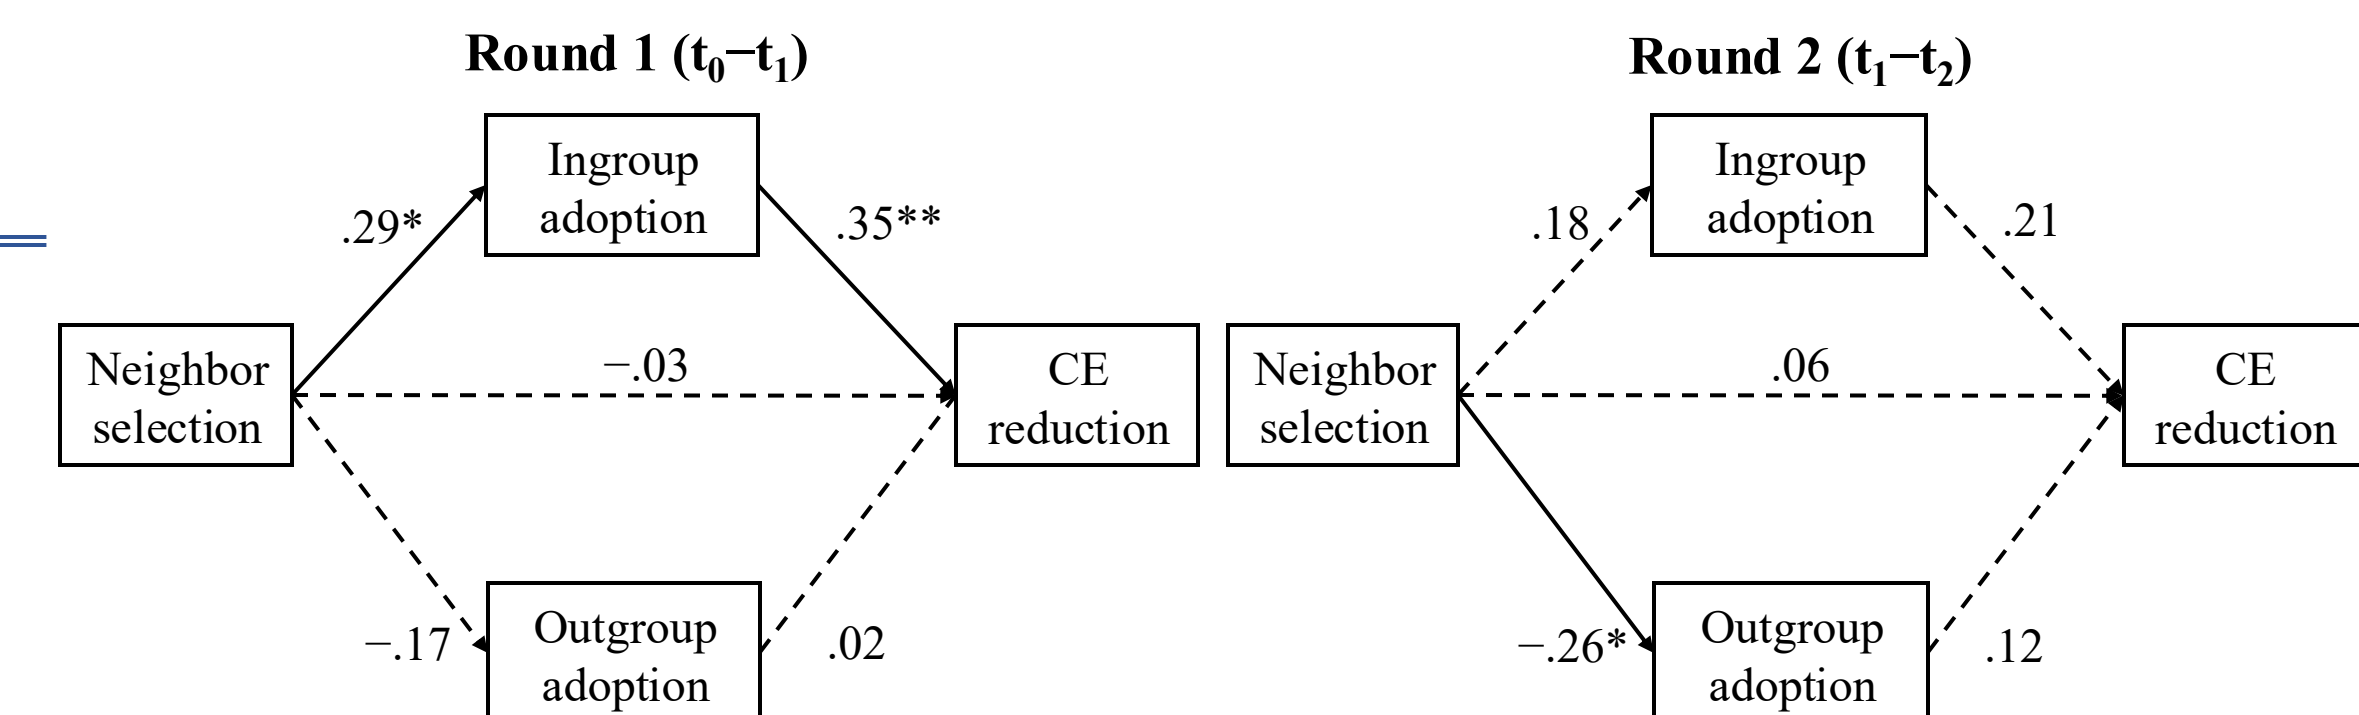 Round 1 (t₀−t₁)
Ingroup
adoption
.29*
.35**
Neighbor
selection
−.03
CE
reduction
−.17
Outgroup
adoption
.02
Round 2 (t₁−t₂)
Ingroup
adoption
.18
.21
Neighbor
selection
.06
CE
reduction
−.26*
Outgroup
adoption
.12